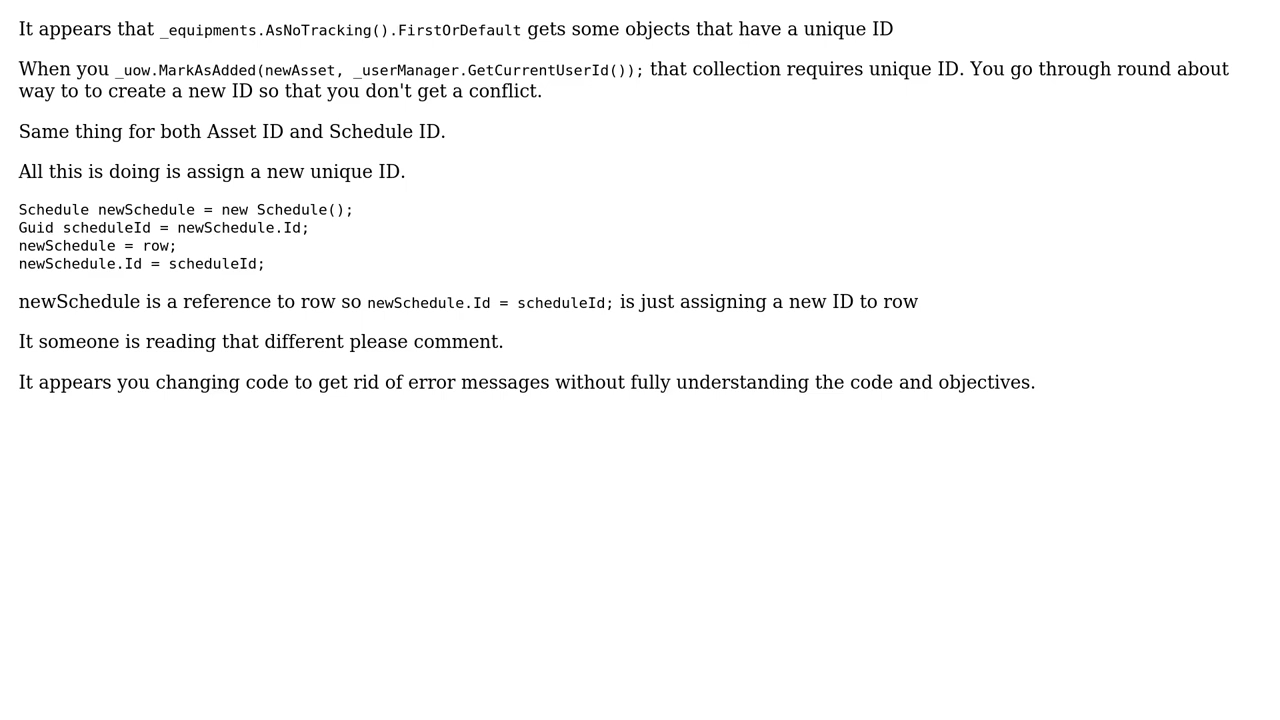 It appears that _equipments.AsNoTracking().FirstOrDefault gets some objects that have a unique ID
When you _uow.MarkAsAdded(newAsset, _userManager.GetCurrentUserId()); that collection requires unique ID. You go through round about
way to to create a new ID so that you don't get a conflict.
Same thing for both Asset ID and Schedule ID.
All this is doing is assign a new unique ID.
Schedule newSchedule = new Schedule();
Guid scheduleId = newSchedule.Id;
newSchedule = row;
newSchedule.Id = scheduleId;
newSchedule is a reference to row so newSchedule.Id = scheduleId; is just assigning a new ID to row
It someone is reading that different please comment.
It appears you changing code to get rid of error messages without fully understanding the code and objectives.